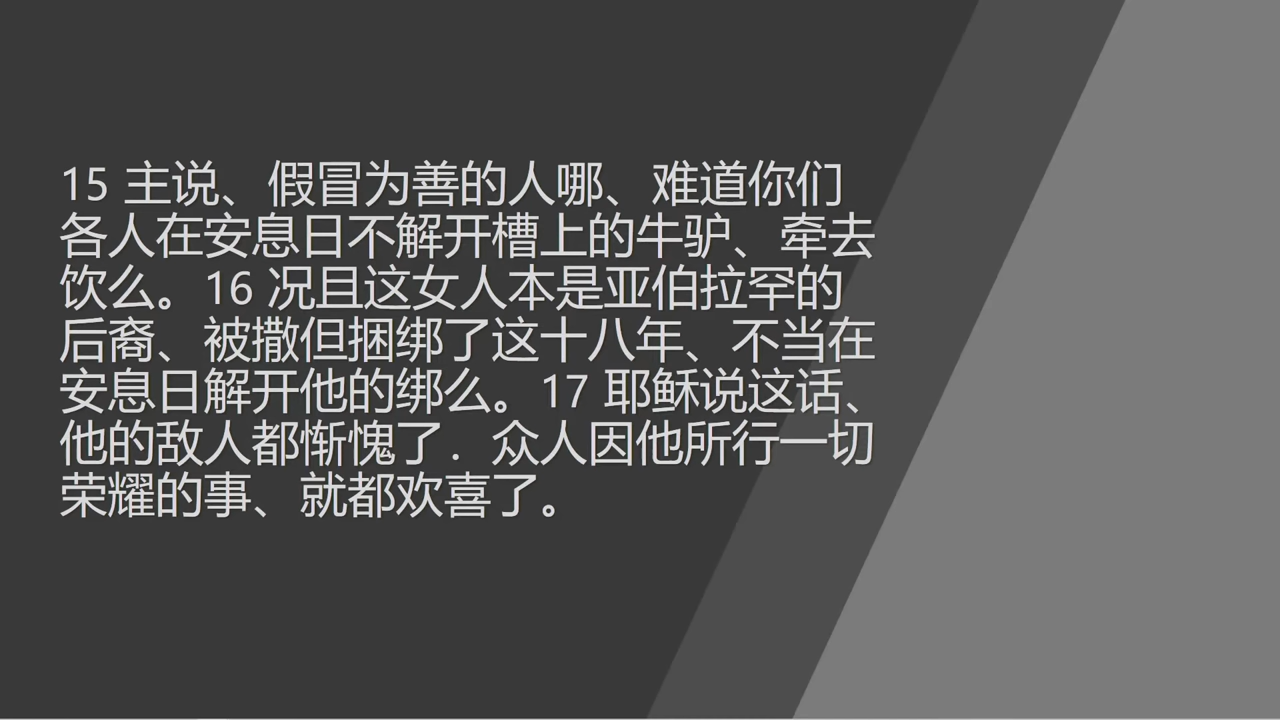 15 主说、假冒为善的人哪、难道你们
各人在安息日不解开槽上的牛驴、牵去
饮么。16 况且这女人本是亚伯拉罕的
后裔、被撒但捆绑了这十八年、不当在
安息日解开他的绑么。17 耶稣说这话、
他的敌人都惭愧了．众人因他所行一切
荣耀的事、就都欢喜了。